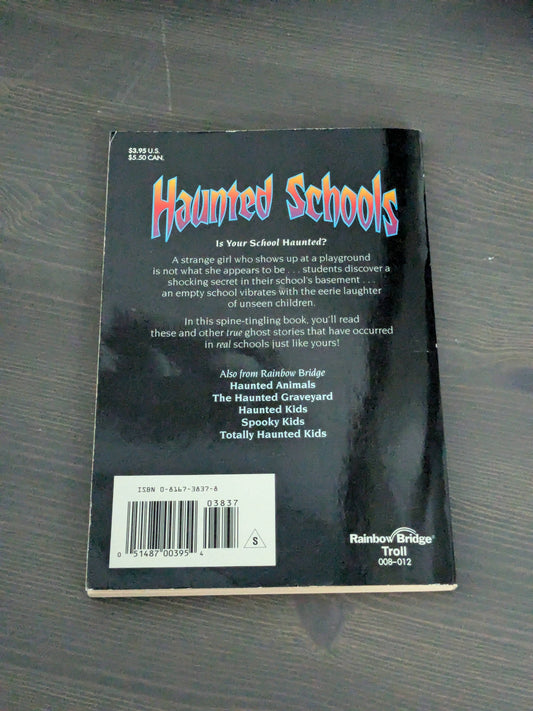 $3.95 U.S.
$5.50 CAN.
Haunted Schools
Is Your School Haunted?
A strange girl who shows up at a playground
is not what she appears to be . . . students discover a
shocking secret in their school's basement . . .
an empty school vibrates with the eerie laughter
of unseen children.
In this spine-tingling book, you'll read
these and other true ghost stories that have occurred
in real schools just like yours!
Also from Rainbow Bridge
Haunted Animals
The Haunted Graveyard
Haunted Kids
Spooky Kids
Totally Haunted Kids
ISBN 0-8167-3837-8
03837
S
0 51487 00395 4
Rainbow Bridge®
Troll
008-012